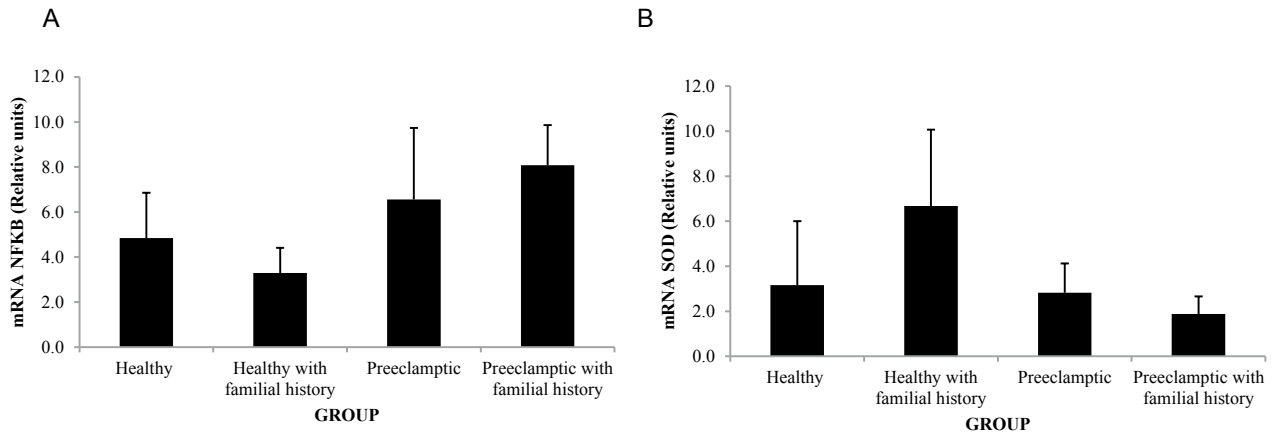 A
mRNA NFKB (Relative units)
12.0
10.0
8.0
6.0
4.0
2.0
0.0
Healthy
Healthy with
familial history
Preeclamptic
Preeclamptic with
familial history
GROUP
B
mRNA SOD (Relative units)
12.0
10.0
8.0
6.0
4.0
2.0
0.0
Healthy
Healthy with
familial history
Preeclamptic
Preeclamptic with
familial history
GROUP